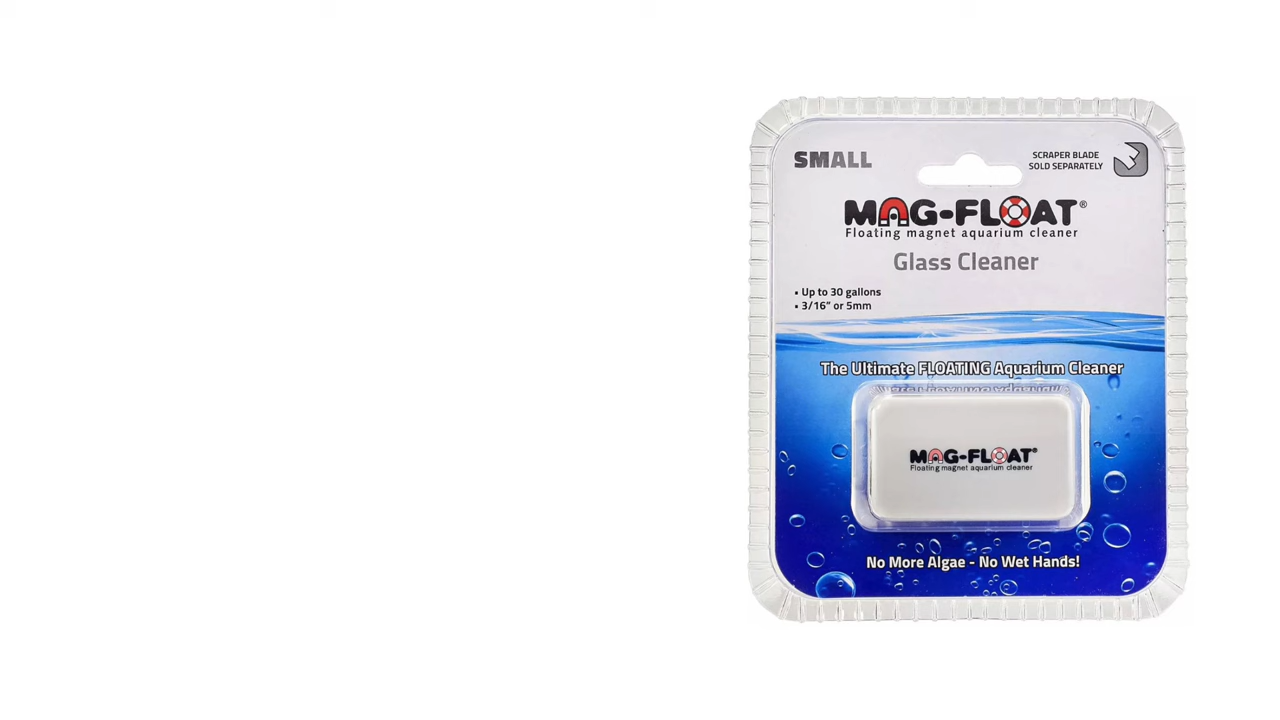 SMALL
SCRAPER BLADE
SOLD SEPARATELY
MAG-FLOAT®
Floating magnet aquarium cleaner
Glass Cleaner
• Up to 30 gallons
• 3/16” or 5mm
The Ultimate FLOATING Aquarium Cleaner
MAG-FLOAT®
Floating magnet aquarium cleaner
No More Algae - No Wet Hands!